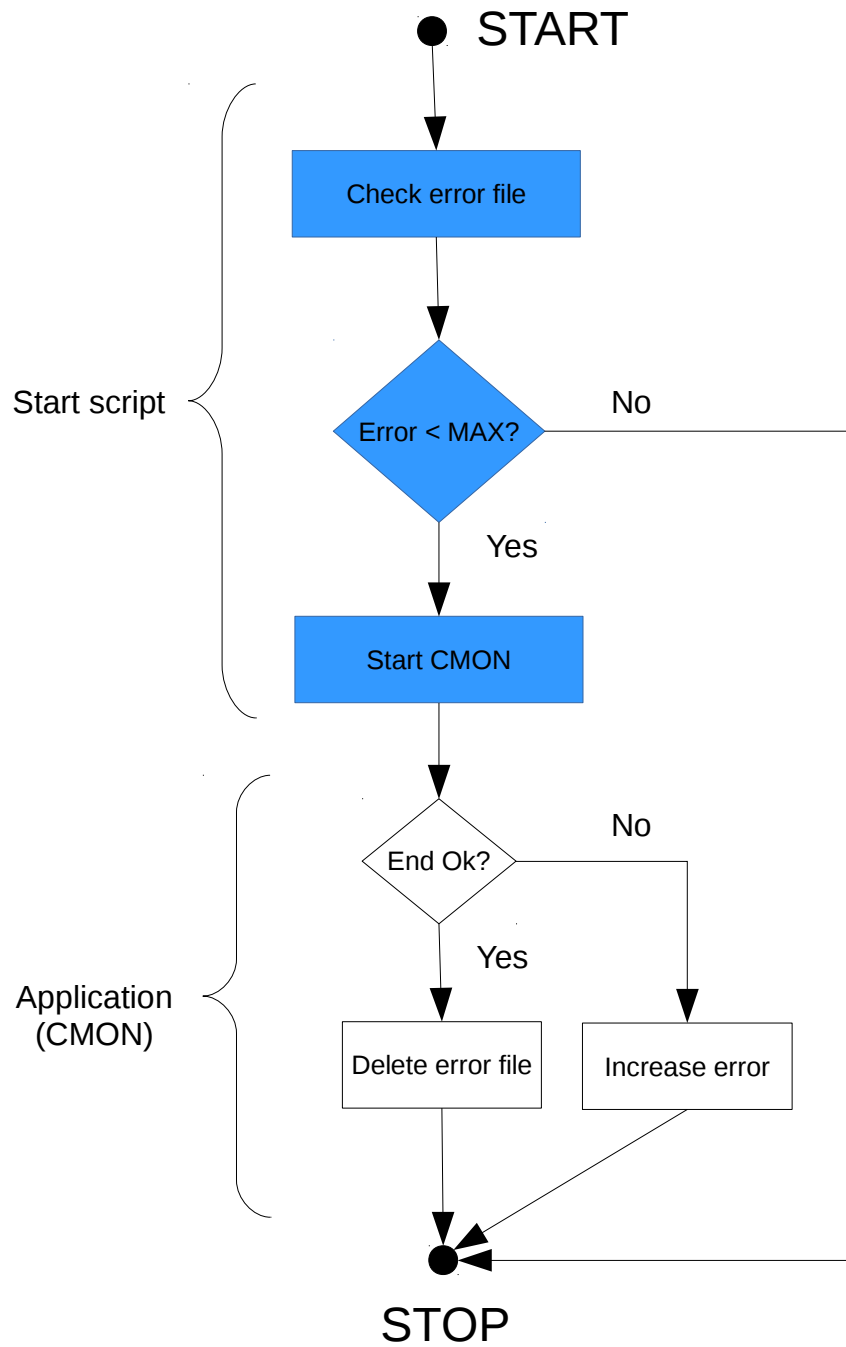 START
Check error file
Start script
Error < MAX?
No
Yes
Start CMON
End Ok?
No
Yes
Application
(CMON)
Delete error file
Increase error
STOP